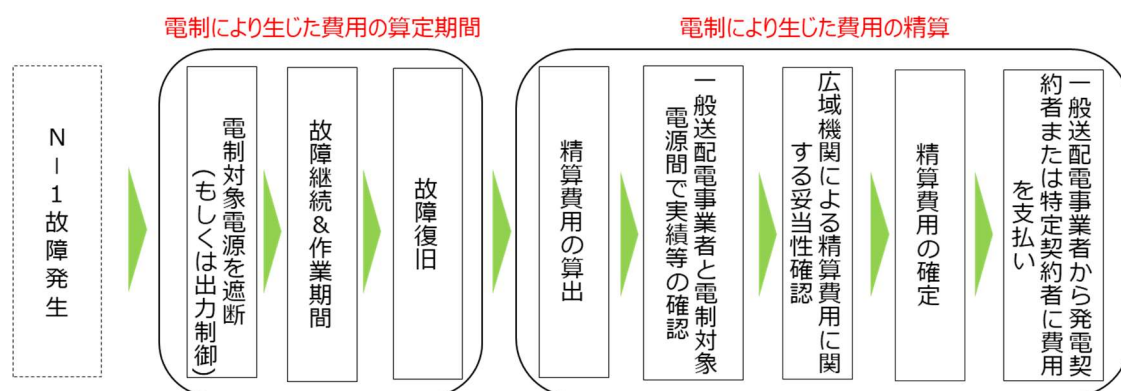 電制により生じた費用の算定期間
電制により生じた費用の精算
N－1故障発生
電制対象電源を遮断
(もしくは出力制御)
故障継続&作業期間
故障復旧
精算費用の算出
一般送配電事業者と電制対象
電源間で実績等の確認
広域機関による精算費用に関
する妥当性確認
精算費用の確定
一般送配電事業者から発電契
約者または特定契約者に費用
を支払い